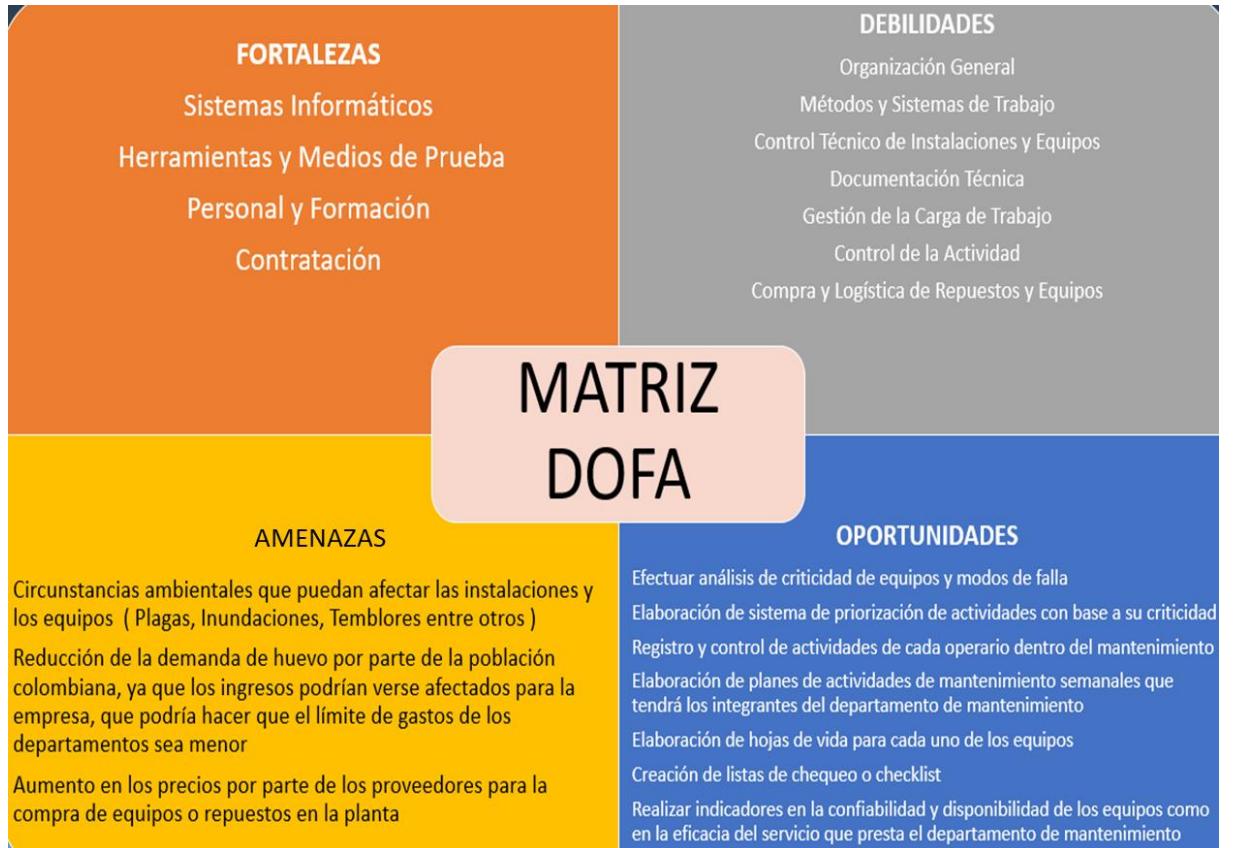 FORTALEZAS
Sistemas Informáticos
Herramientas y Medios de Prueba
Personal y Formación
Contratación
DEBILIDADES
Organización General
Métodos y Sistemas de Trabajo
Control Técnico de Instalaciones y Equipos
Documentación Técnica
Gestión de la Carga de Trabajo
Control de la Actividad
Compra y Logística de Repuestos y Equipos
MATRIZ
DOFA
AMENAZAS
Circunstancias ambientales que puedan afectar las instalaciones y
los equipos ( Plagas, Inundaciones, Temblores entre otros )
Reducción de la demanda de huevo por parte de la población
colombiana, ya que los ingresos podrían verse afectados para la
empresa, que podría hacer que el límite de gastos de los
departamentos sea menor
Aumento en los precios por parte de los proveedores para la
compra de equipos o repuestos en la planta
OPORTUNIDADES
Efectuar análisis de criticidad de equipos y modos de falla
Elaboración de sistema de priorización de actividades con base a su criticidad
Registro y control de actividades de cada operario dentro del mantenimiento
Elaboración de planes de actividades de mantenimiento semanales que
tendrá los integrantes del departamento de mantenimiento
Elaboración de hojas de vida para cada uno de los equipos
Creación de listas de chequeo o checklist
Realizar indicadores en la confiabilidad y disponibilidad de los equipos como
en la eficacia del servicio que presta el departamento de mantenimiento